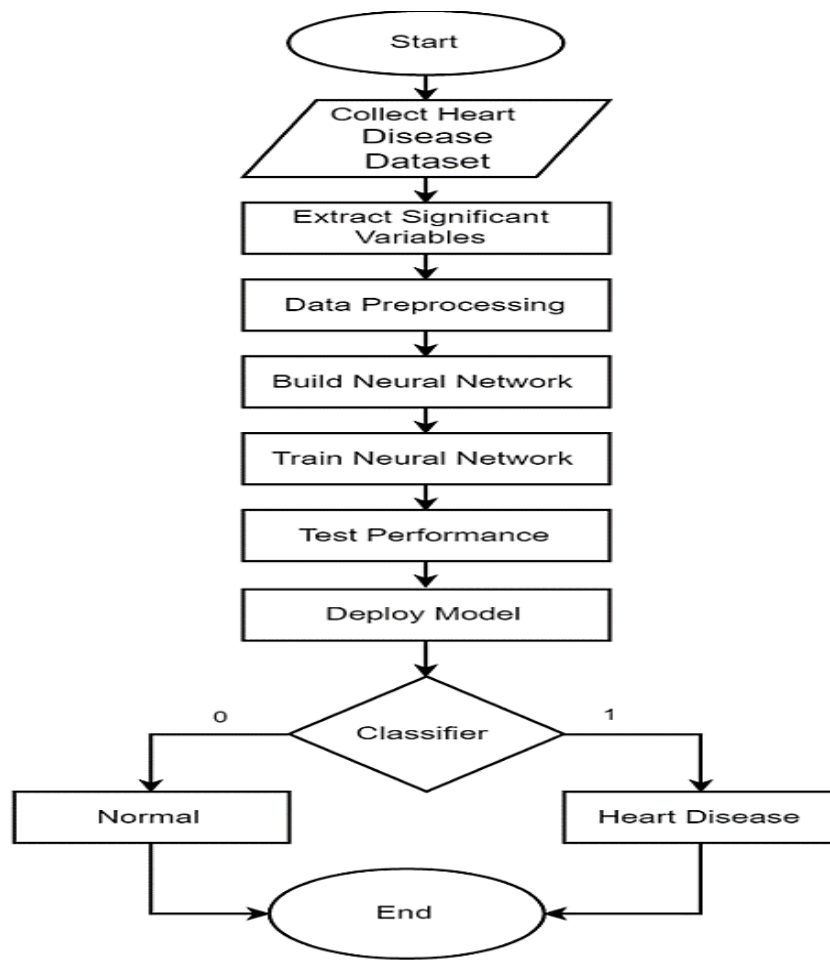 Start
Collect Heart
Disease
Dataset
Extract Significant
Variables
Data Preprocessing
Build Neural Network
Train Neural Network
Test Performance
Deploy Model
0
1
Classifier
Normal
Heart Disease
End